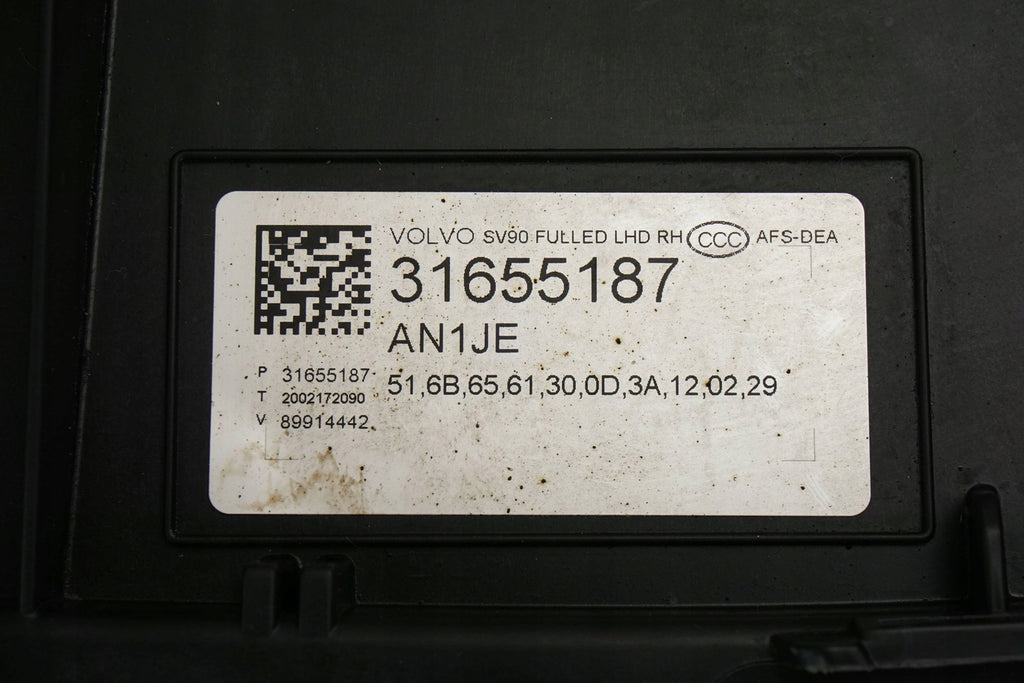 VOLVO SV90 FULLED LHD RH CCC AFS-DEA
31655187
AN1JE
51,6B,65,61,30,0D,3A,12,02,29
P 31655187
T 2002172090
V 89914442